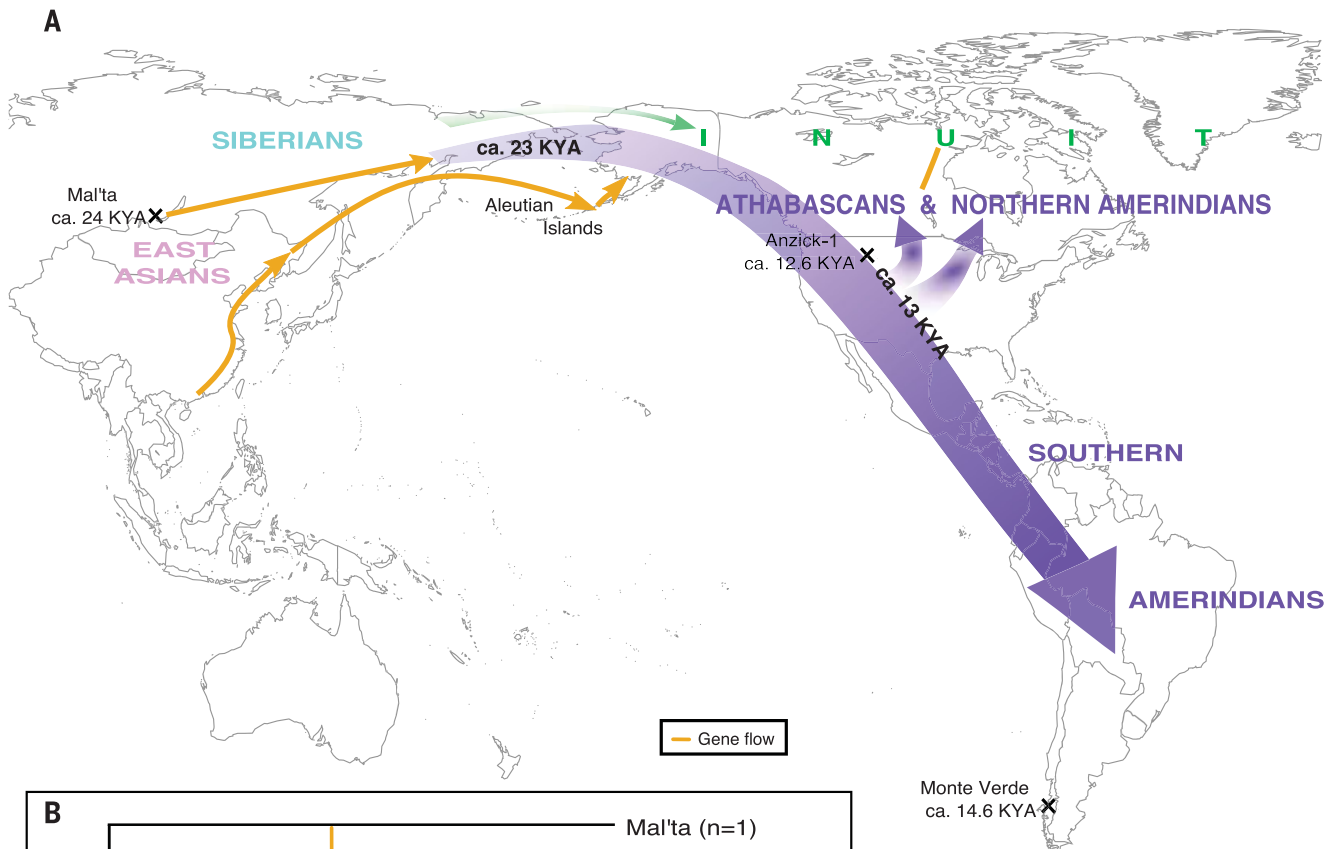 A
SIBERIANS
ca. 23 KYA
I N U I T
Mal'ta
ca. 24 KYA
Aleutian
Islands
ATHABASCANS & NORTHERN AMERINDIANS
EAST
ASIANS
Anzick-1
ca. 12.6 KYA
ca. 13 KYA
SOUTHERN
AMERINDIANS
Gene flow
Monte Verde
ca. 14.6 KYA
B
Mal'ta (n=1)